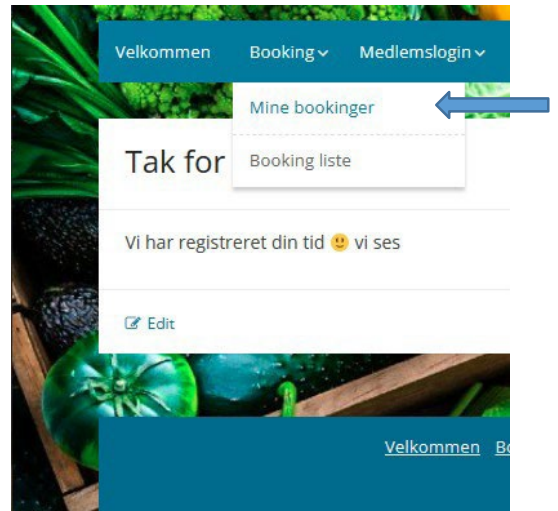 Velkommen Booking Medlemslogin
Mine bookinger
Booking liste
Tak for
Vi har registreret din tid 🙂 vi ses
Edit
Velkommen